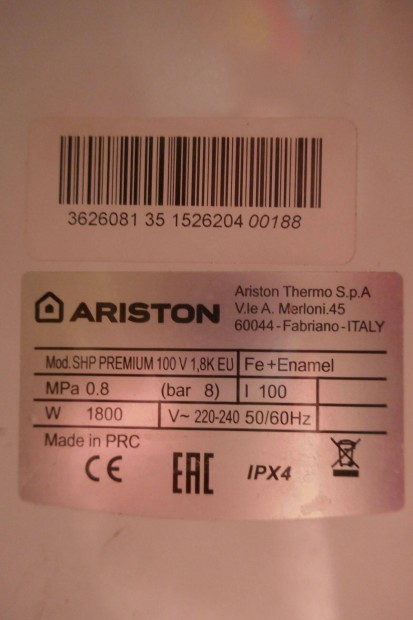 3626081 35 1526204 00188
ARISTON
Ariston Thermo S.p.A
V.le A. Merloni.45
60044-Fabriano-ITALY
Mod. SHP PREMIUM 100 V 1,8K EU Fe+Enamel
MPa 0.8 (bar 8) l 100
W 1800 V~ 220-240 50/60Hz
Made in PRC
CE EAC IPX4